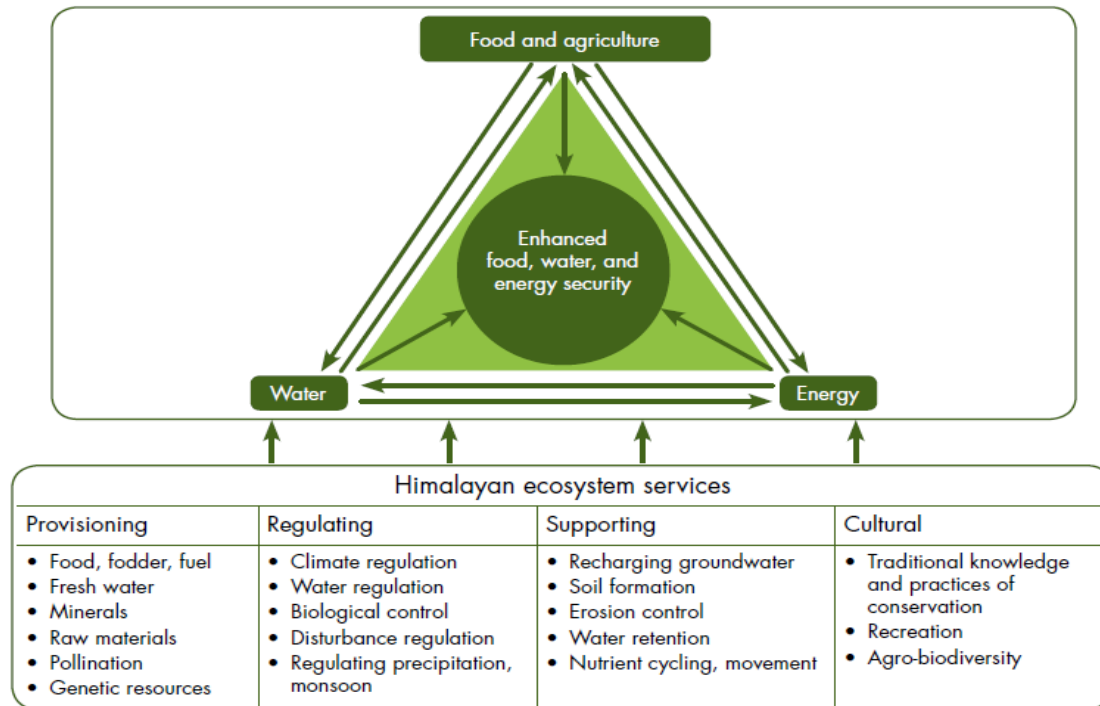 Food and agriculture
Enhanced
food, water, and
energy security
Water
Energy
Himalayan ecosystem services
Provisioning
• Food, fodder, fuel
• Fresh water
• Minerals
• Raw materials
• Pollination
• Genetic resources
Regulating
• Climate regulation
• Water regulation
• Biological control
• Disturbance regulation
• Regulating precipitation,
monsoon
Supporting
• Recharging groundwater
• Soil formation
• Erosion control
• Water retention
• Nutrient cycling, movement
Cultural
• Traditional knowledge
and practices of
conservation
• Recreation
• Agro-biodiversity